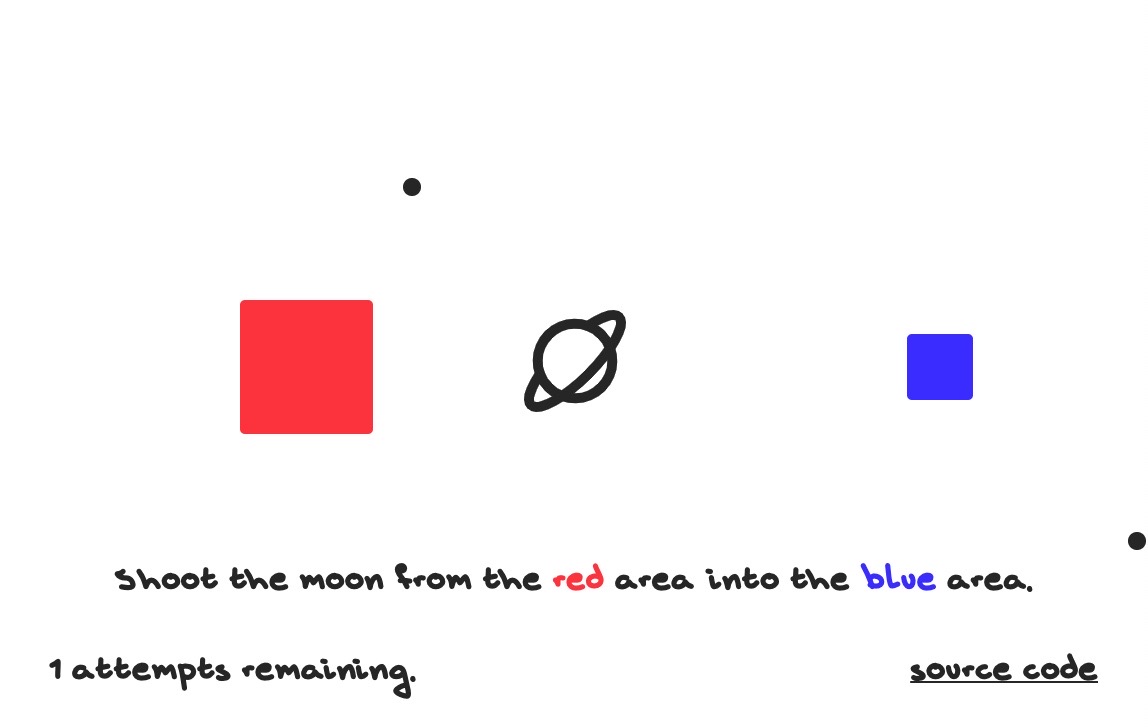 Shoot the moon from the red area into the blue area.
1 attempts remaining.
source code